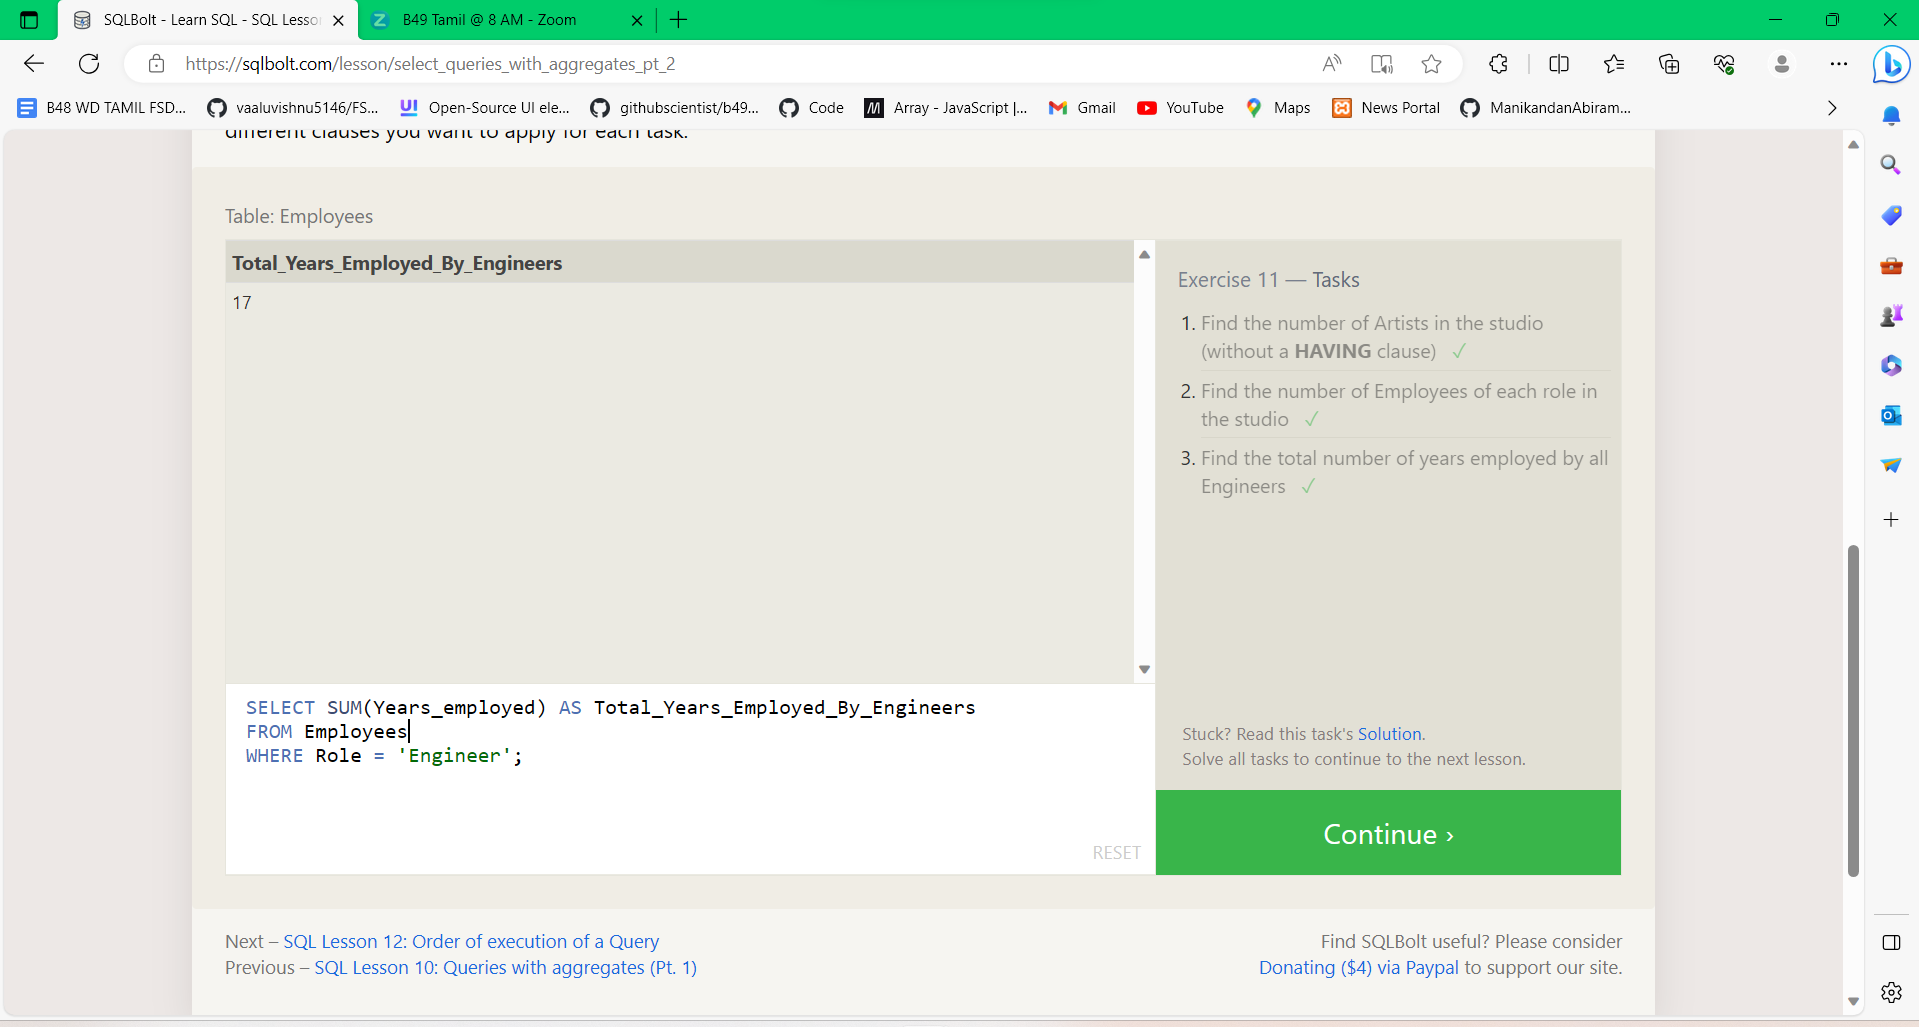 SQLBolt - Learn SQL - SQL Lesso
B49 Tamil @ 8 AM - Zoom
https://sqlbolt.com/lesson/select_queries_with_aggregates_pt_2
B48 WD TAMIL FSD...
vaaluvishnu5146/FS...
Open-Source UI ele...
githubscientist/b49...
Code
Array - JavaScript |...
Gmail
YouTube
Maps
News Portal
ManikandanAbiram...
different clauses you want to apply for each task.
Table: Employees
Total_Years_Employed_By_Engineers
17
SELECT SUM(Years_employed) AS Total_Years_Employed_By_Engineers
FROM Employees
WHERE Role = 'Engineer';
RESET
Exercise 11 — Tasks
1. Find the number of Artists in the studio
(without a HAVING clause) ✓
2. Find the number of Employees of each role in
the studio ✓
3. Find the total number of years employed by all
Engineers ✓
Stuck? Read this task's Solution.
Solve all tasks to continue to the next lesson.
Continue ›
Next – SQL Lesson 12: Order of execution of a Query
Previous – SQL Lesson 10: Queries with aggregates (Pt. 1)
Find SQLBolt useful? Please consider
Donating ($4) via Paypal to support our site.